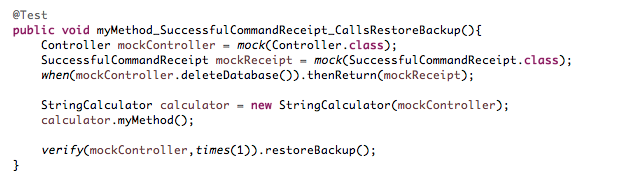 @Test
public void myMethod_SuccessfulCommandReceipt_CallsRestoreBackup(){
    Controller mockController = mock(Controller.class);
    SuccessfulCommandReceipt mockReceipt = mock(SuccessfulCommandReceipt.class);
    when(mockController.deleteDatabase()).thenReturn(mockReceipt);

    StringCalculator calculator = new StringCalculator(mockController);
    calculator.myMethod();

    verify(mockController,times(1)).restoreBackup();
}